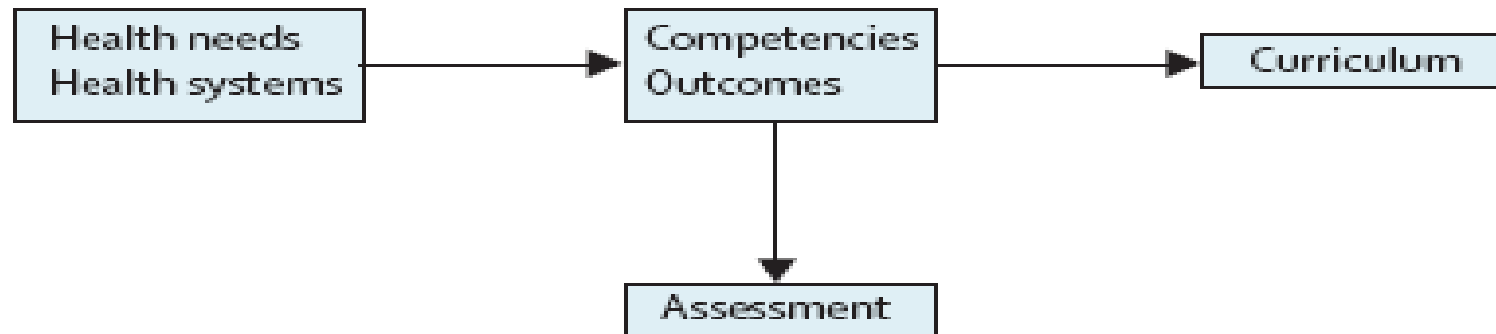 Health needs
Health systems
Competencies
Outcomes
Curriculum
Assessment